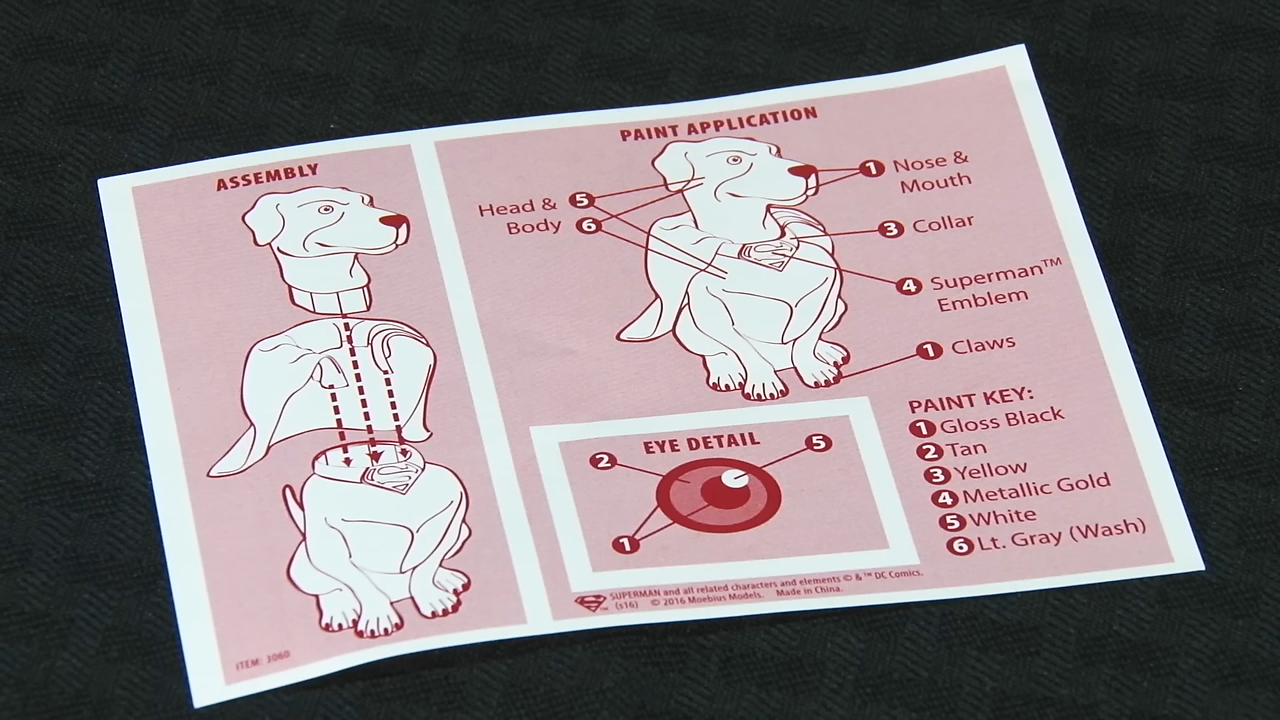 ASSEMBLY
ITEM: 3060
PAINT APPLICATION
Head & 5
Body 6
1 Nose &
Mouth
3 Collar
4 Superman™
Emblem
1 Claws
EYE DETAIL
2
5
1
PAINT KEY:
1 Gloss Black
2 Tan
3 Yellow
4 Metallic Gold
5 White
6 Lt. Gray (Wash)
SUPERMAN and all related characters and elements © & ™ DC Comics.
(s16) © 2016 Moebius Models. Made in China.